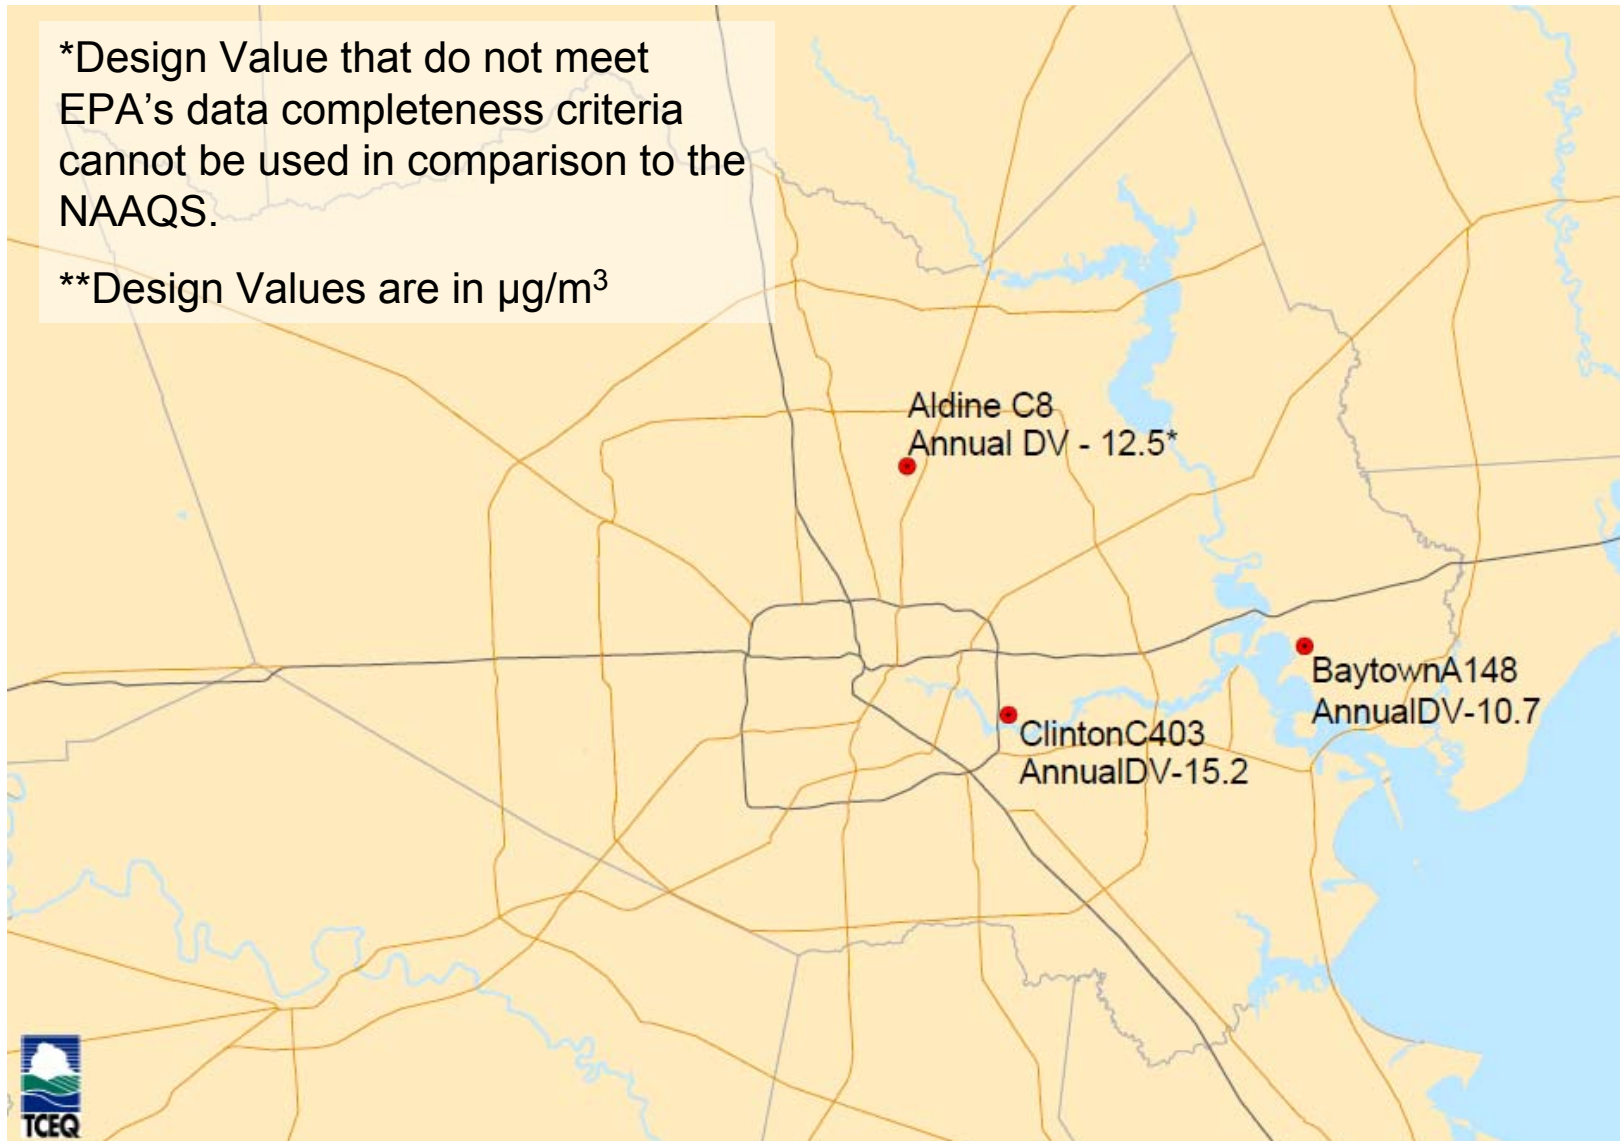 *Design Value that do not meet
EPA’s data completeness criteria
cannot be used in comparison to the
NAAQS.
**Design Values are in µg/m³
Aldine C8
Annual DV - 12.5*
BaytownA148
AnnualDV-10.7
ClintonC403
AnnualDV-15.2
TCEQ